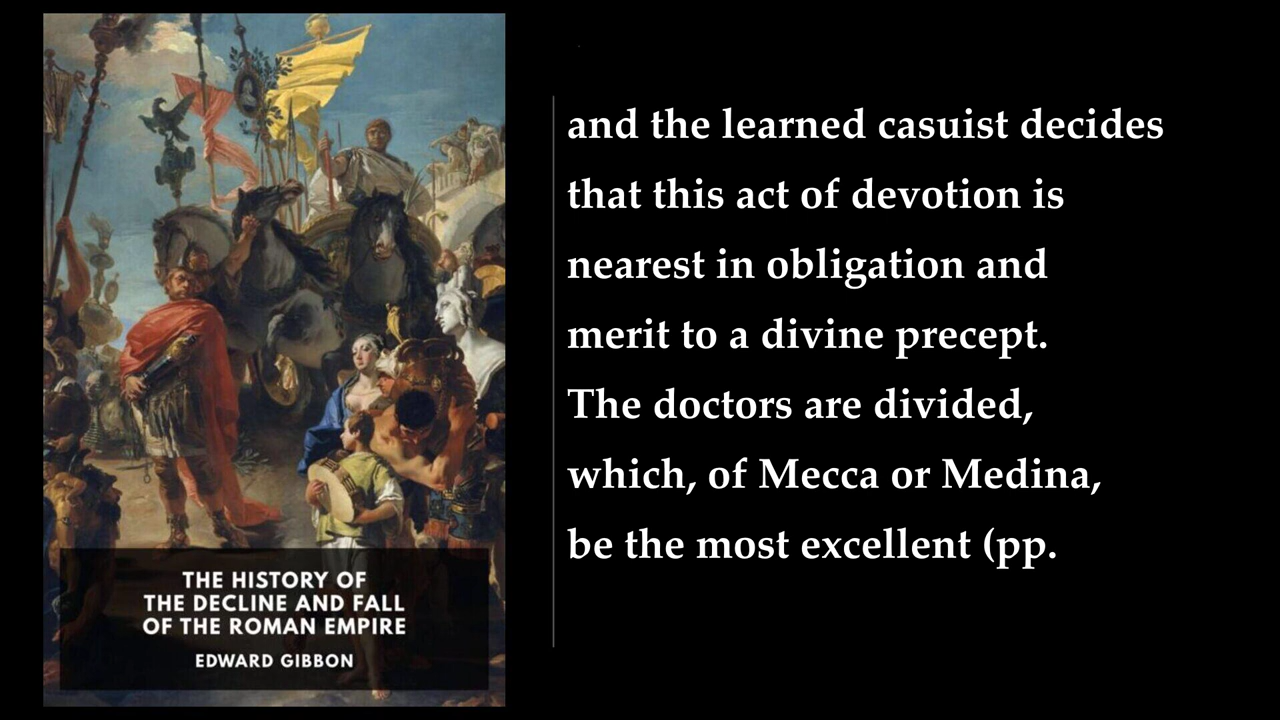 THE HISTORY OF
THE DECLINE AND FALL
OF THE ROMAN EMPIRE
EDWARD GIBBON
and the learned casuist decides
that this act of devotion is
nearest in obligation and
merit to a divine precept.
The doctors are divided,
which, of Mecca or Medina,
be the most excellent (pp.